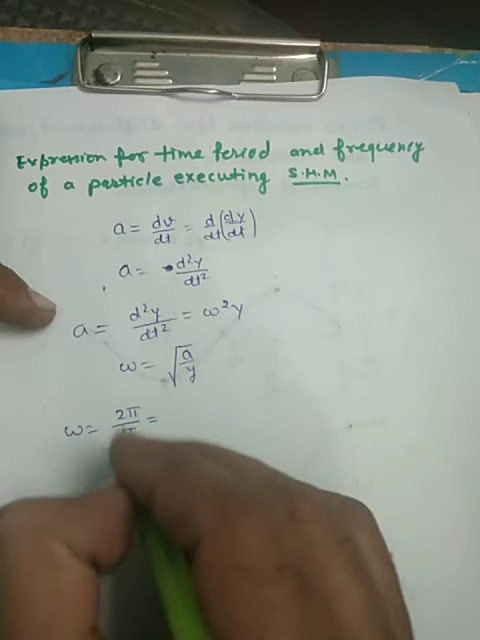 Expression for time period and frequency
of a particle executing S.H.M.
a = dv/dt = d/dt(dy/dt)
a = d²y/dt²
a = d²y/dt² = ω²y
ω = √a/y
ω = 2π/T =